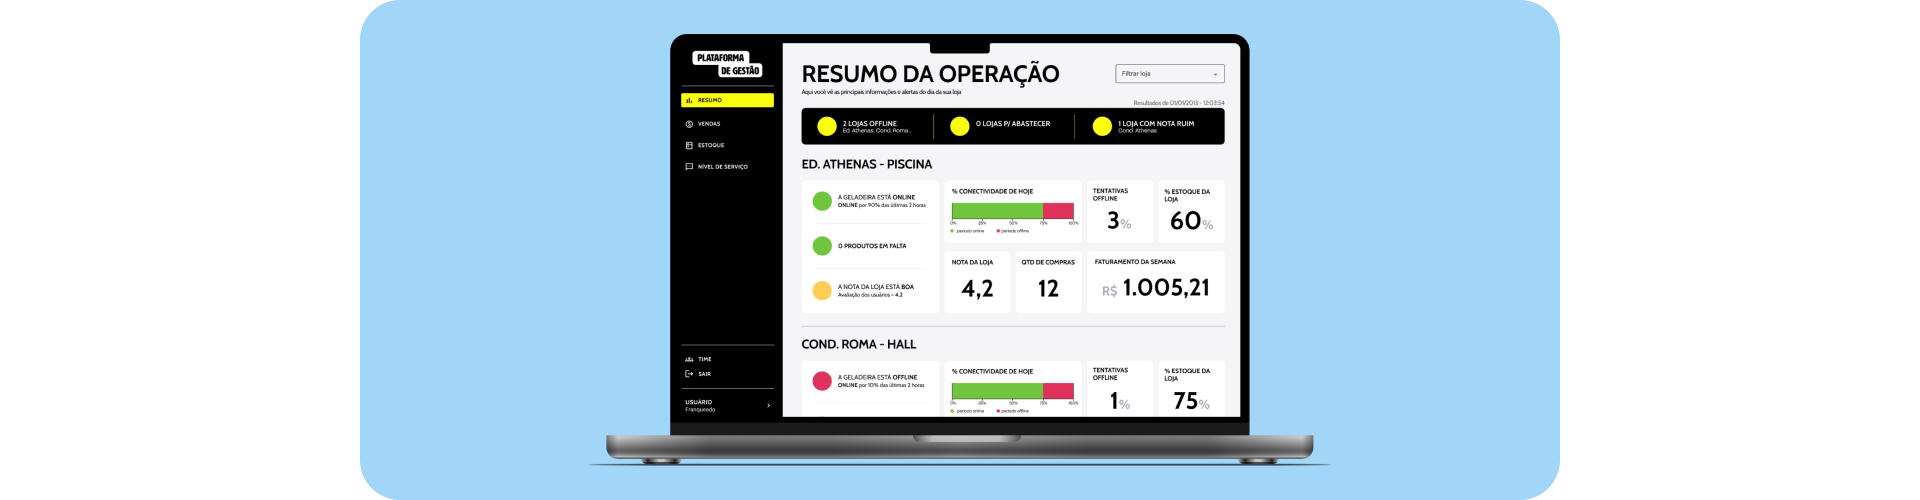 PLATAFORMA
DE GESTÃO
RESUMO
VENDAS
ESTOQUE
NÍVEL DE SERVIÇO
TIME
SAIR
USUÁRIO
Franqueado
RESUMO DA OPERAÇÃO
Aqui você vê as principais informações e alertas do dia da sua loja
Filtrar loja
Resultados de 01/01/2013 - 12:03:54
2 LOJAS OFFLINE
Ed. Athenas, Cond. Roma...
0 LOJAS P/ ABASTECER
1 LOJA COM NOTA RUIM
Cond. Athenas
ED. ATHENAS - PISCINA
A GELADEIRA ESTÁ ONLINE
ONLINE por 90% das últimas 2 horas
0 PRODUTOS EM FALTA
A NOTA DA LOJA ESTÁ BOA
Avaliação dos usuários = 4,2
% CONECTIVIDADE DE HOJE
0% 25% 50% 75% 100%
período online período offline
TENTATIVAS
OFFLINE
3%
% ESTOQUE DA
LOJA
60%
NOTA DA LOJA
4,2
QTD DE COMPRAS
12
FATURAMENTO DA SEMANA
R$ 1.005,21
COND. ROMA - HALL
A GELADEIRA ESTÁ OFFLINE
ONLINE por 10% das últimas 2 horas
% CONECTIVIDADE DE HOJE
0% 25% 50% 75% 100%
período online período offline
TENTATIVAS
OFFLINE
1%
% ESTOQUE DA
LOJA
75%